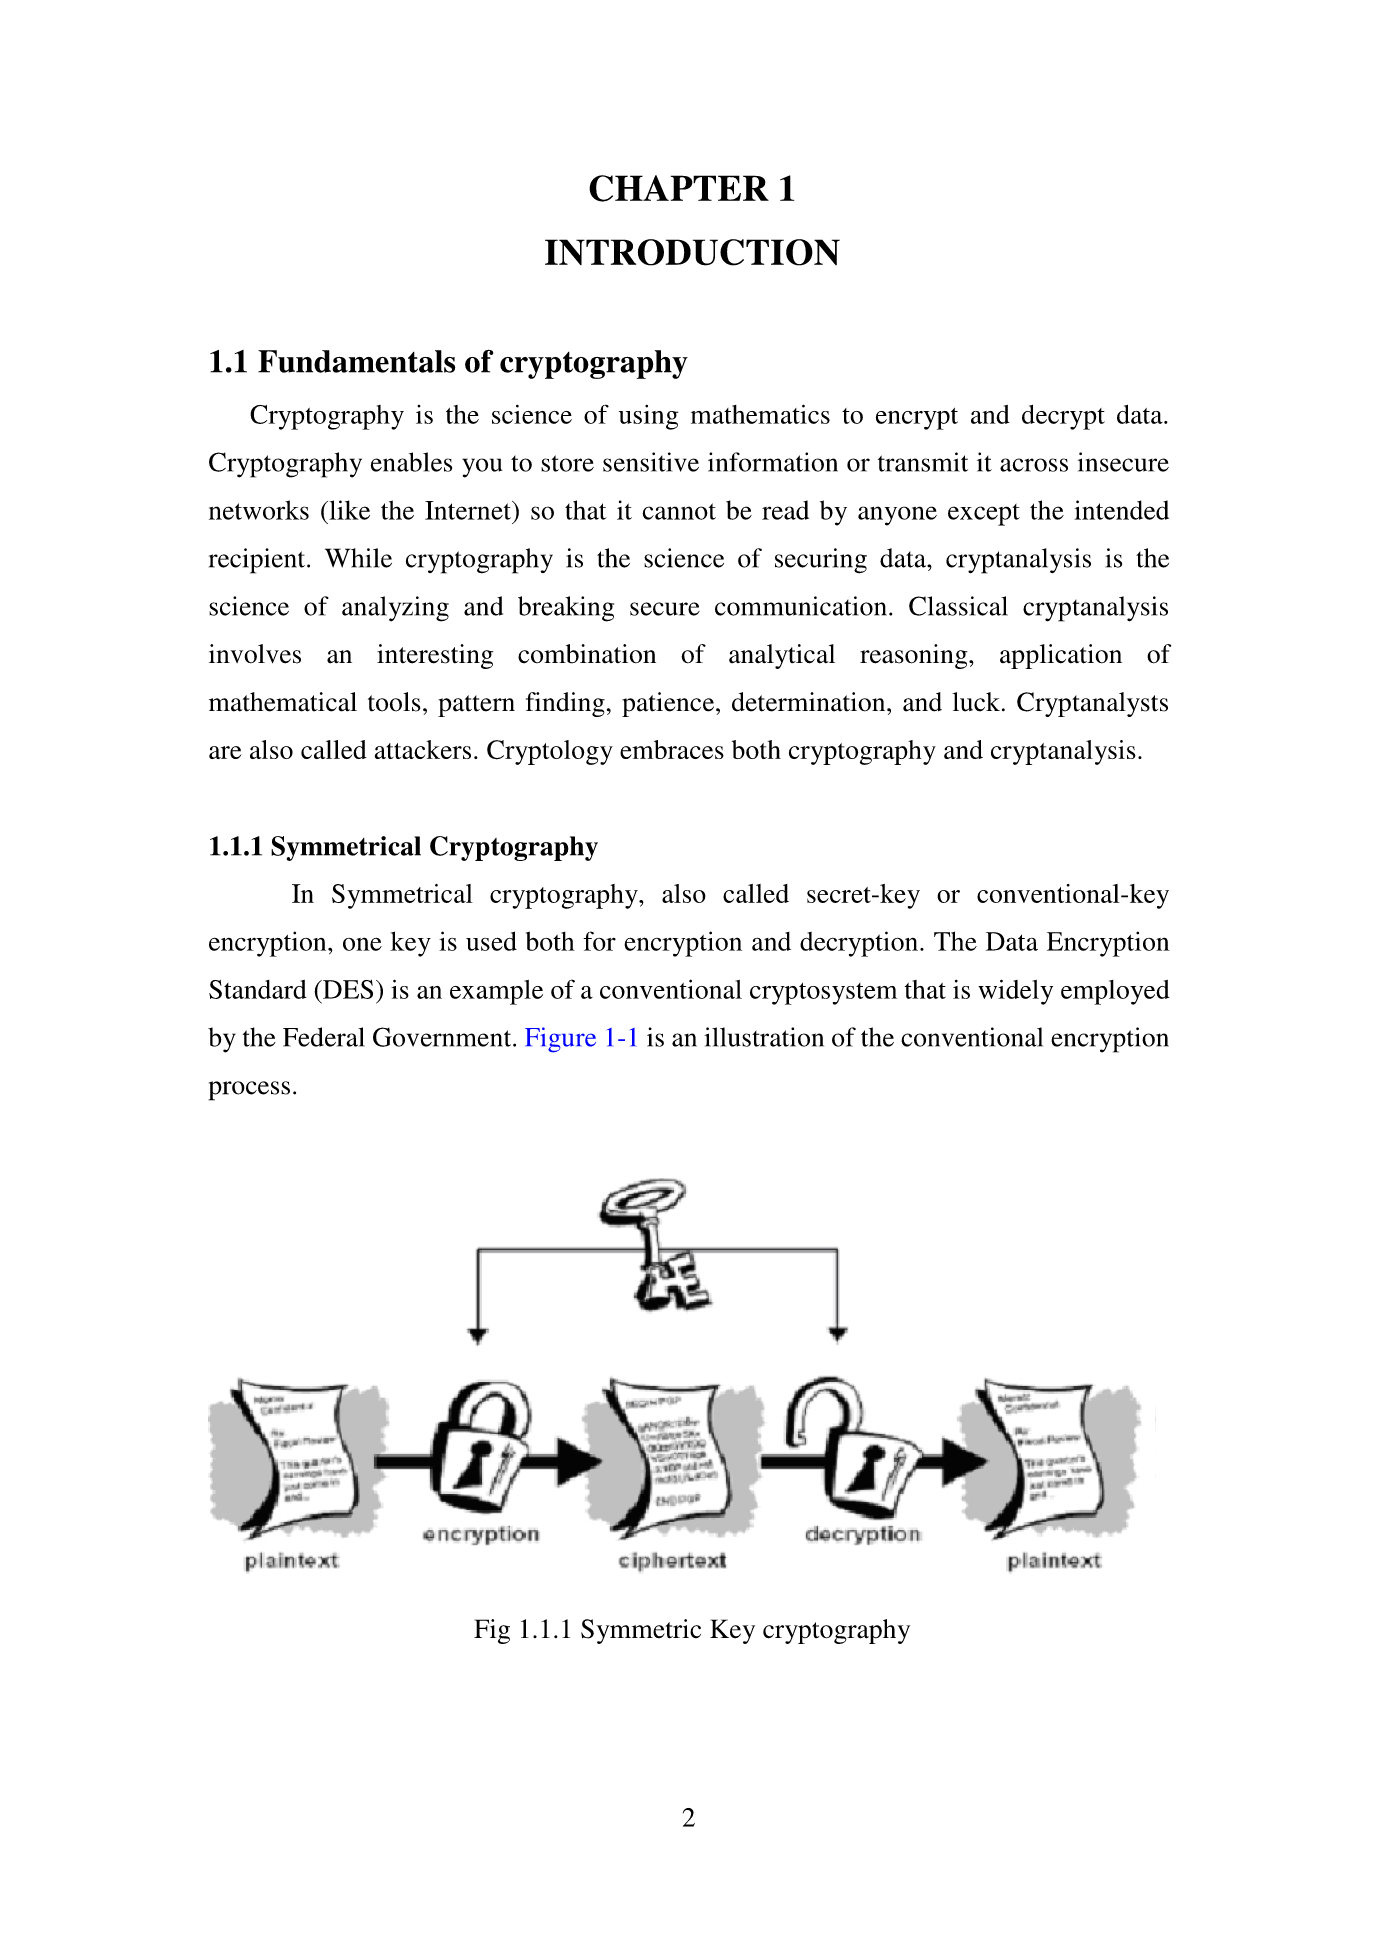 CHAPTER 1
INTRODUCTION
1.1 Fundamentals of cryptography
Cryptography is the science of using mathematics to encrypt and decrypt data.
Cryptography enables you to store sensitive information or transmit it across insecure
networks (like the Internet) so that it cannot be read by anyone except the intended
recipient. While cryptography is the science of securing data, cryptanalysis is the
science of analyzing and breaking secure communication. Classical cryptanalysis
involves an interesting combination of analytical reasoning, application of
mathematical tools, pattern finding, patience, determination, and luck. Cryptanalysts
are also called attackers. Cryptology embraces both cryptography and cryptanalysis.
1.1.1 Symmetrical Cryptography
In Symmetrical cryptography, also called secret-key or conventional-key
encryption, one key is used both for encryption and decryption. The Data Encryption
Standard (DES) is an example of a conventional cryptosystem that is widely employed
by the Federal Government. Figure 1-1 is an illustration of the conventional encryption
process.
encryption
decryption
plaintext
ciphertext
plaintext
Fig 1.1.1 Symmetric Key cryptography
2